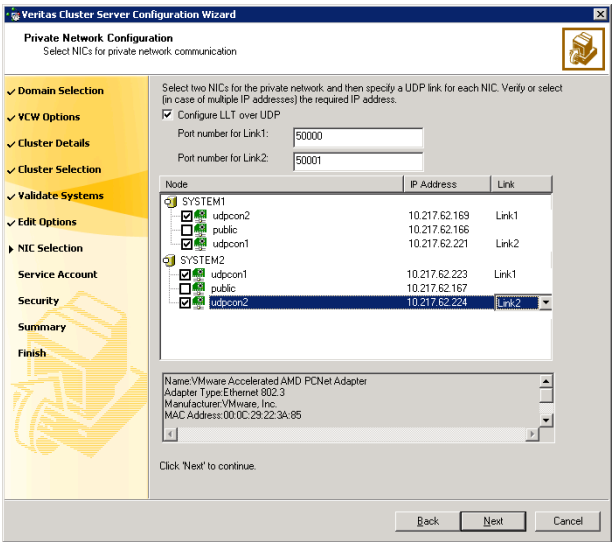 Veritas Cluster Server Configuration Wizard
Private Network Configuration
Select NICs for private network communication
Domain Selection
VCW Options
Cluster Details
Cluster Selection
Validate Systems
Edit Options
NIC Selection
Service Account
Security
Summary
Finish
Select two NICs for the private network and then specify a UDP link for each NIC. Verify or select
(in case of multiple IP addresses) the required IP address.
Configure LLT over UDP
Port number for Link1: 50000
Port number for Link2: 50001
Node IP Address Link
SYSTEM1
udpcon2 10.217.62.169 Link1
public 10.217.62.166
udpcon1 10.217.62.221 Link2
SYSTEM2
udpcon1 10.217.62.223 Link1
public 10.217.62.167
udpcon2 10.217.62.224 Link2
Name:VMware Accelerated AMD PCNet Adapter
Adapter Type:Ethernet 802.3
Manufacturer:VMware, Inc.
MAC Address:00:0C:29:22:3A:85
Click 'Next' to continue.
Back Next Cancel